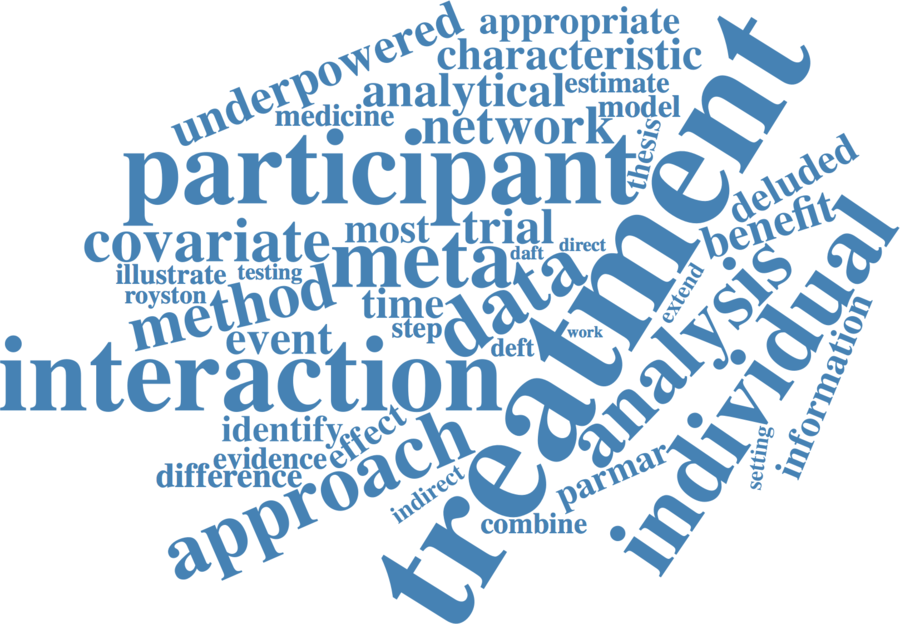 underpowered
appropriate
characteristic
analytical
estimate
medicine
model
network
thesis
participant
treatment
deluded
benefit
covariate
most
trial
meta
daft
direct
illustrate
testing
royston
method
time
data
extend
analysis
individual
event
step
deft
work
information
interaction
identify
effect
evidence
difference
approach
indirect
parmar
setting
combine